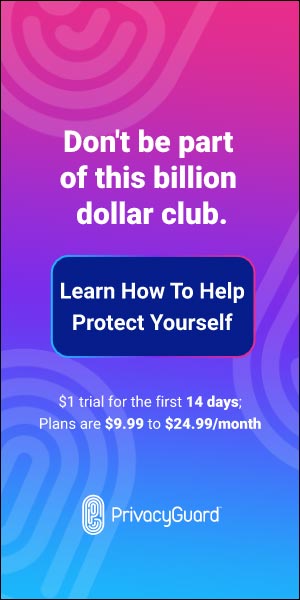 Don't be part
of this billion
dollar club.
Learn How To Help
Protect Yourself
$1 trial for the first 14 days;
Plans are $9.99 to $24.99/month
PrivacyGuard